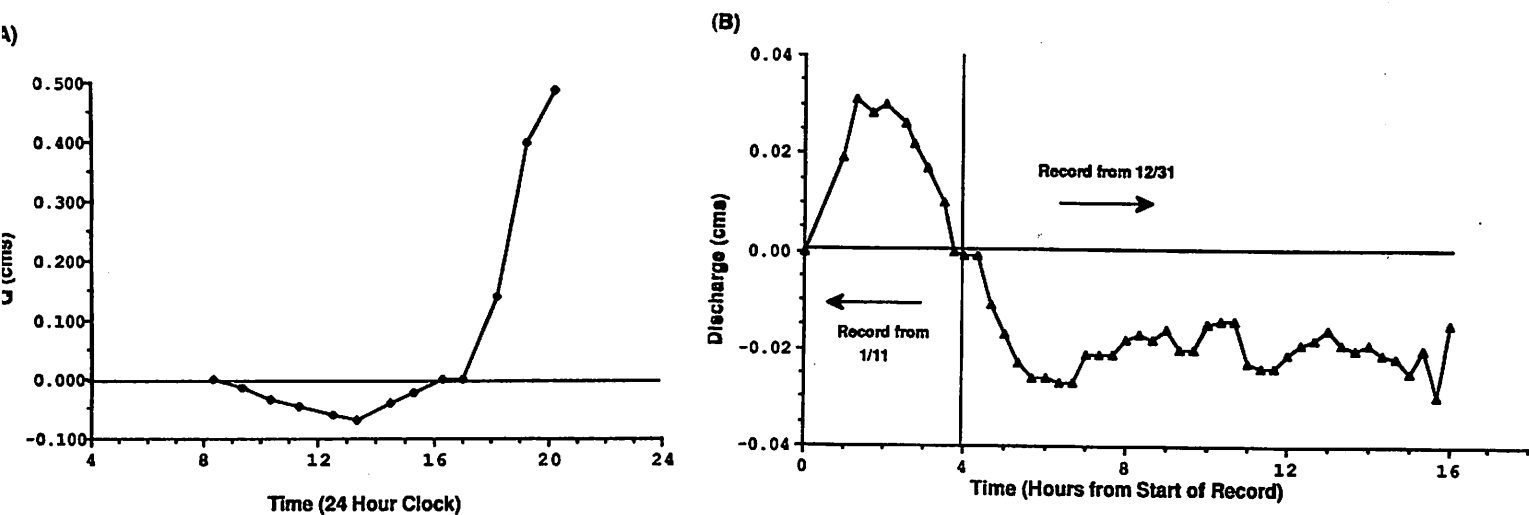 A)
0.500
0.400
0.300
0.200
0.100
0.000
-0.100
4 8 12 16 20 24
Q (cms)
Time (24 Hour Clock)
(B)
0.04
0.02
0.00
-0.02
-0.04
0 4 8 12 16
Discharge (cms)
Record from 12/31
Record from
1/11
Time (Hours from Start of Record)